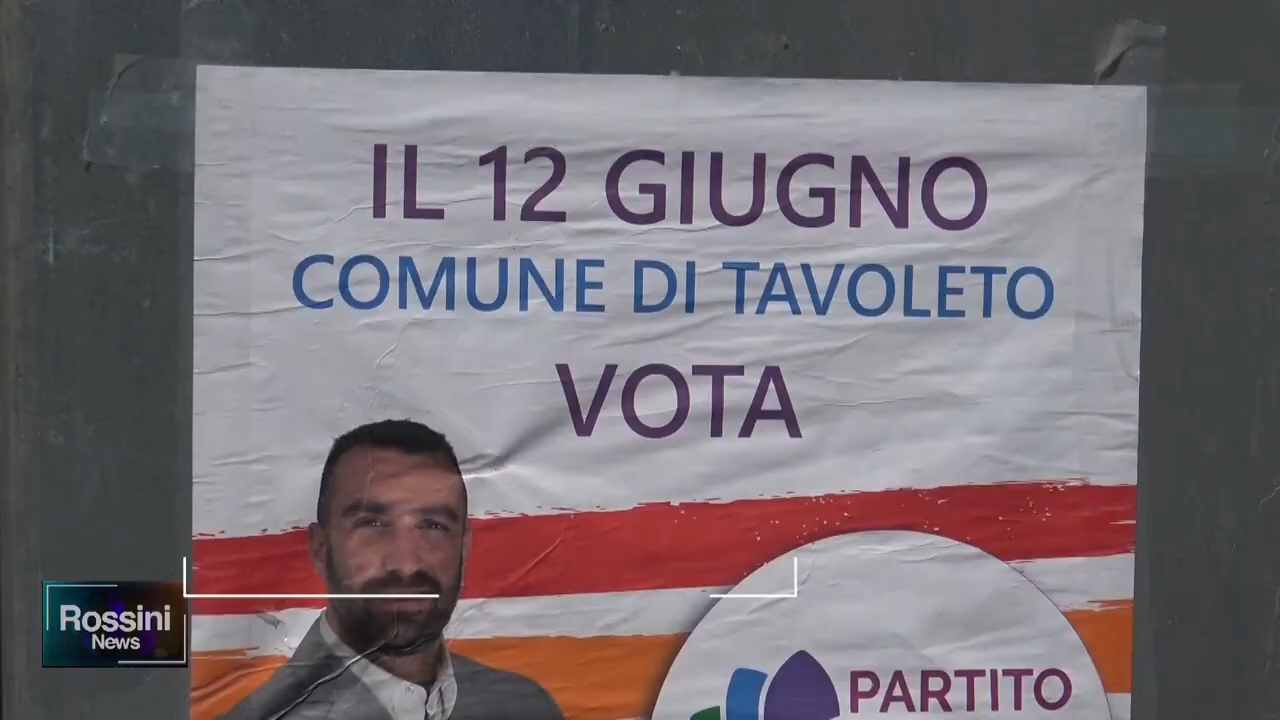 IL 12 GIUGNO
COMUNE DI TAVOLETO
VOTA
PARTITO
Rossini
News